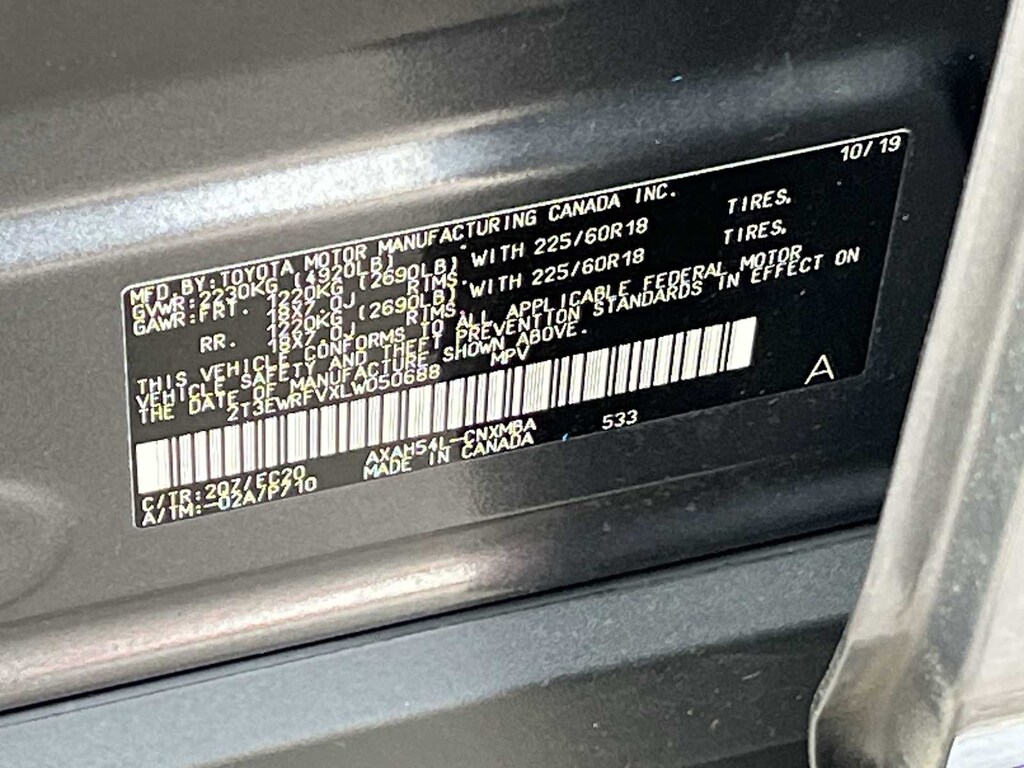 10/19
MFD.BY:TOYOTA MOTOR MANUFACTURING CANADA INC.
GVWR:2230KG (4920LB)
GAWR:FRT. 1220KG (2690LB) WITH 225/60R18 TIRES.
18X7.0J RIMS.
RR. 1220KG (2690LB) WITH 225/60R18 TIRES.
18X7.0J RIMS.
THIS VEHICLE CONFORMS TO ALL APPLICABLE FEDERAL MOTOR
VEHICLE SAFETY AND THEFT PREVENTION STANDARDS IN EFFECT ON
THE DATE OF MANUFACTURE SHOWN ABOVE.
2T3EWRFVXLW050688 MPV
A
C/TR:207/EC20 AXAH54L-CNXMBA 533
A/TM:-02A/P710 MADE IN CANADA